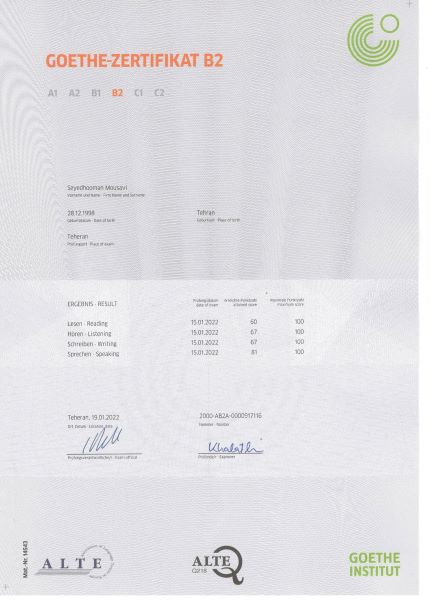 GOETHE-ZERTIFIKAT B2
A1 A2 B1 B2 C1 C2
Seyedhooman Mousavi
Vorname und Name · First Name and Surname
28.12.1998 Tehran
Geburtsdatum · Date of birth Geburtsort · Place of birth
Teheran
Prüfungsort · Place of exam
ERGEBNIS · RESULT Prüfungsdatum erreichte Punktzahl maximale Punktzahl
date of exam attained score maximum score
Lesen · Reading 15.01.2022 60 100
Hören · Listening 15.01.2022 67 100
Schreiben · Writing 15.01.2022 67 100
Sprechen · Speaking 15.01.2022 81 100
Teheran, 19.01.2022 2000-AB2A-0000917116
Ort, Datum · Location, date Nummer · Number
Khalatbi
Prüfungsverantwortliche/r · Exam official Prüfende/r · Examiner
Mat.-Nr. 14643
ALTE
ALTE
Q
GOETHE
INSTITUT